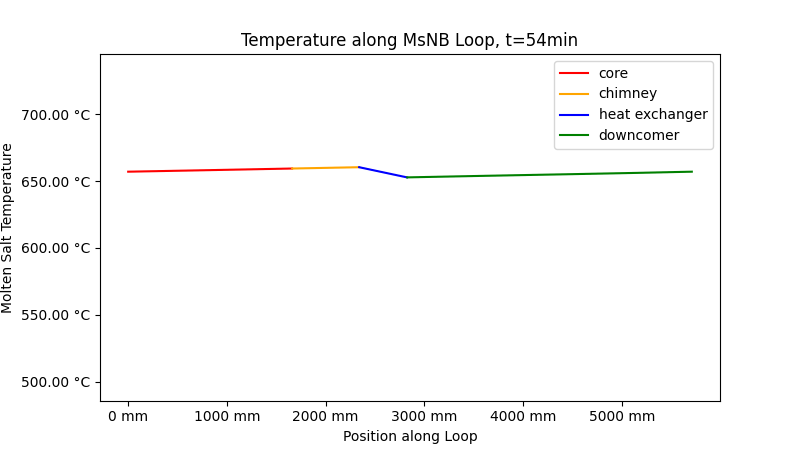 Temperature along MsNB Loop, t=54min
core
chimney
heat exchanger
downcomer
Molten Salt Temperature
700.00 °C
650.00 °C
600.00 °C
550.00 °C
500.00 °C
0 mm
1000 mm
2000 mm
3000 mm
4000 mm
5000 mm
Position along Loop